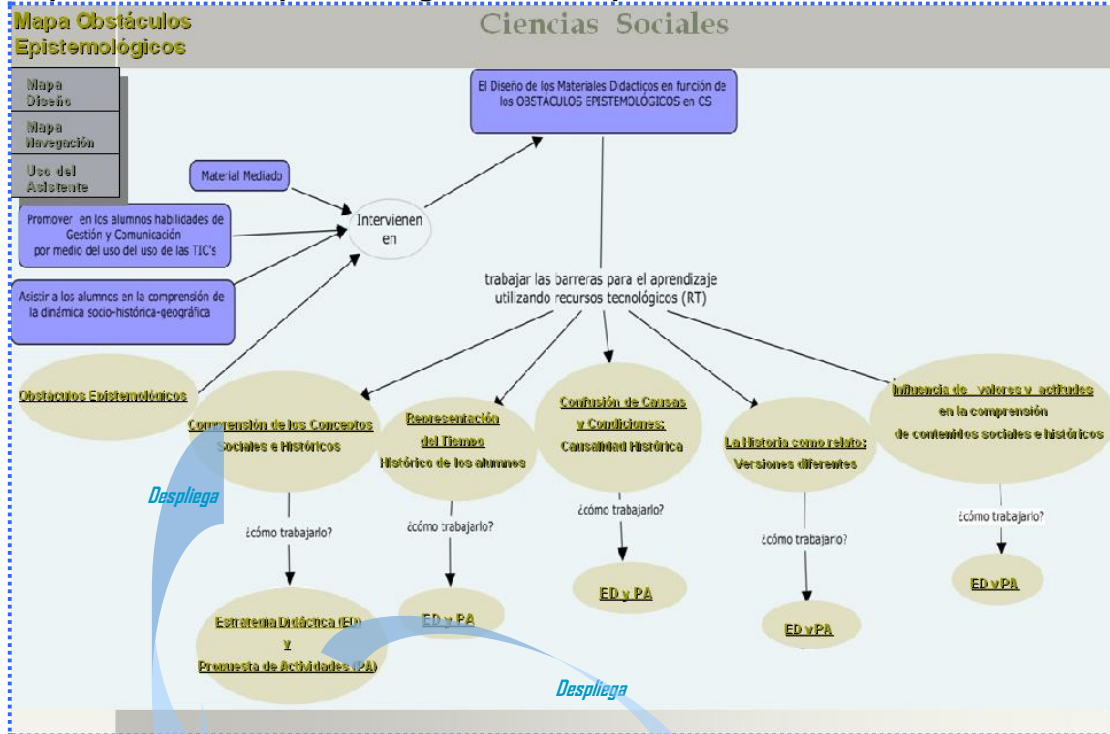 Mapa Obstáculos
Epistemológicos
Ciencias Sociales
Mapa
Diseño
Mapa
Navegación
Uso del
Asistente
El Diseño de los Materiales Didacticos en función de
los OBSTACULOS EPISTEMOLÓGICOS en CS
Material Mediado
Promover en los alumnos habilidades de
Gestión y Comunicación
por medio del uso del uso de las TIC's
Asistir a los alumnos en la comprensión de
la dinámica socio-histórica-geográfica
Intervienen
en
trabajar las barreras para el aprendizaje
utilizando recursos tecnológicos (RT)
Obstáculos Epistemológicos
Comprensión de los Conceptos
Sociales e Históricos
Representación
del Tiempo
Histórico de los alumnos
Confusión de Causas
y Condiciones:
Causalidad Histórica
La Historia como relato:
Versiones diferentes
Influencia de valores y actitudes
en la comprensión
de contenidos sociales e históricos
Despliega
¿cómo trabajarlo?
¿cómo trabajarlo?
¿cómo trabajarlo?
¿cómo trabajarlo?
¿cómo trabajarlo?
Estrategia Didáctica (ED)
y
Propuesta de Actividades (PA)
ED y PA
ED y PA
ED y PA
ED y PA
Despliega